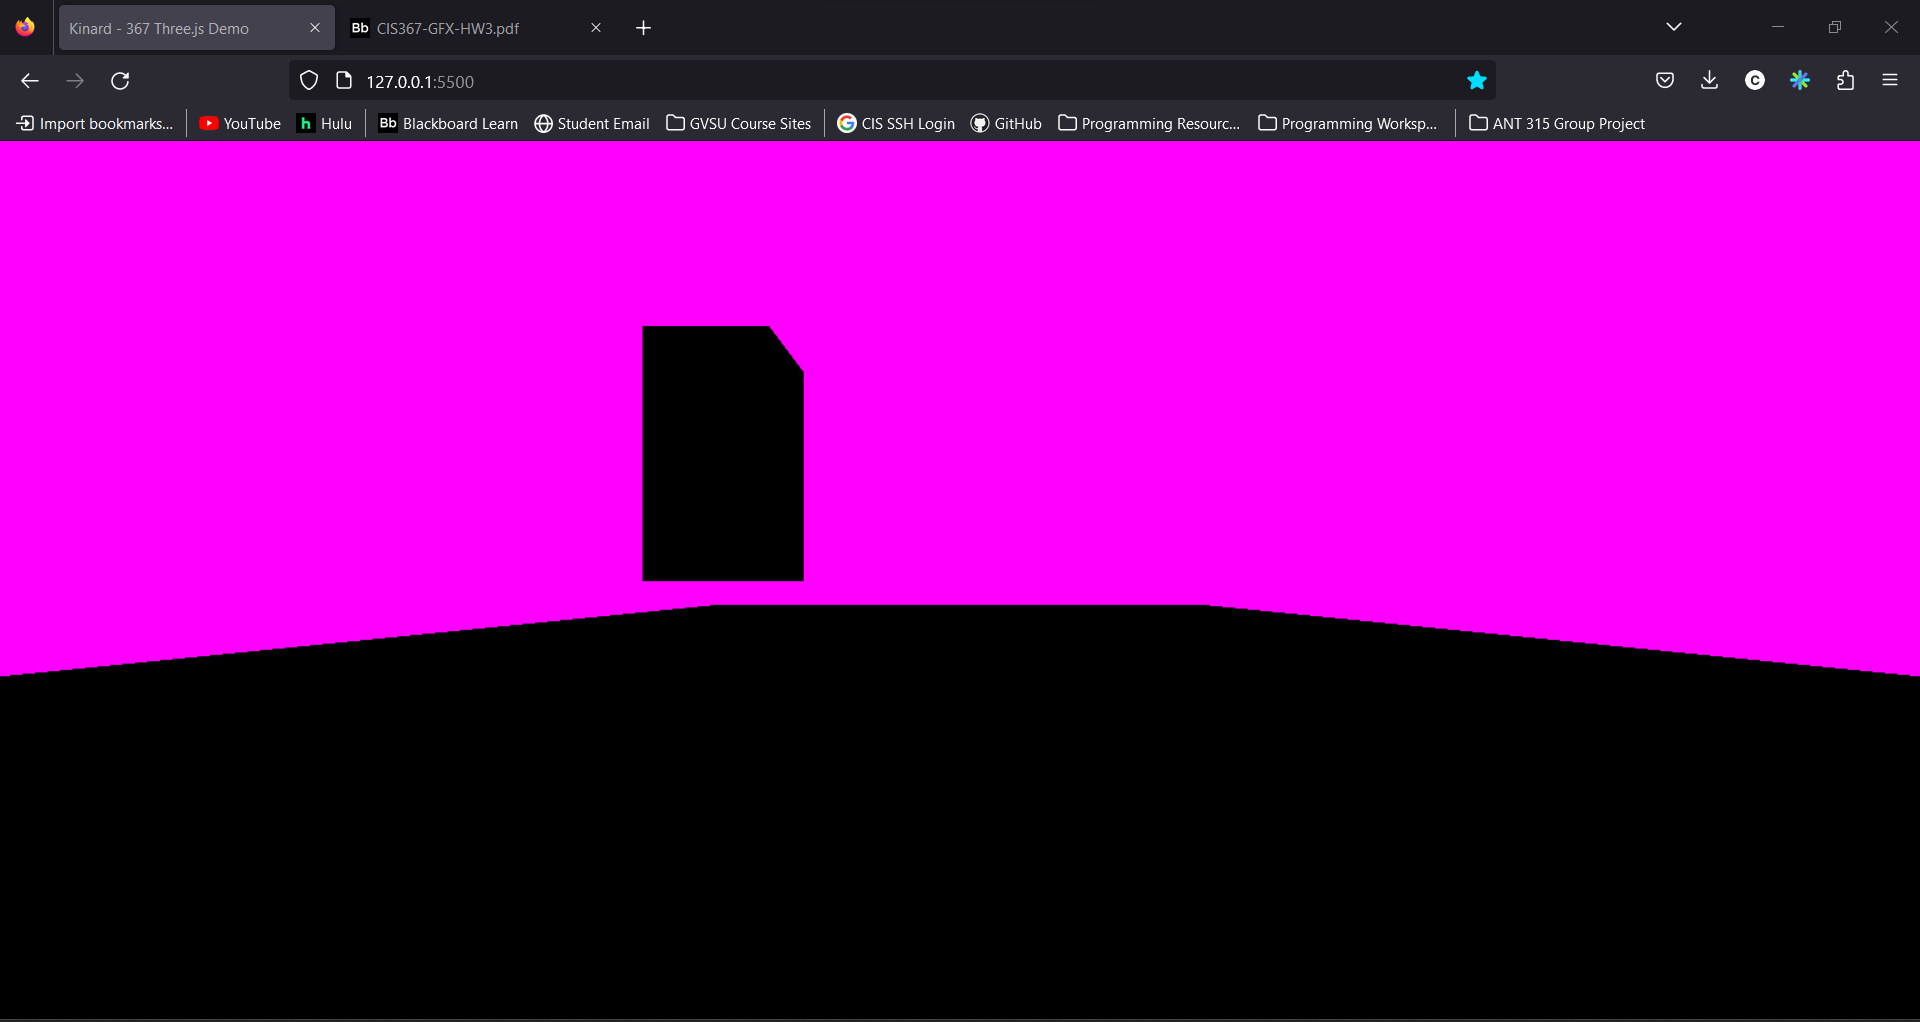 Kinard - 367 Three.js Demo Bb CIS367-GFX-HW3.pdf
127.0.0.1:5500 C
Import bookmarks... YouTube h Hulu Bb Blackboard Learn Student Email GVSU Course Sites G CIS SSH Login GitHub Programming Resourc... Programming Worksp... ANT 315 Group Project